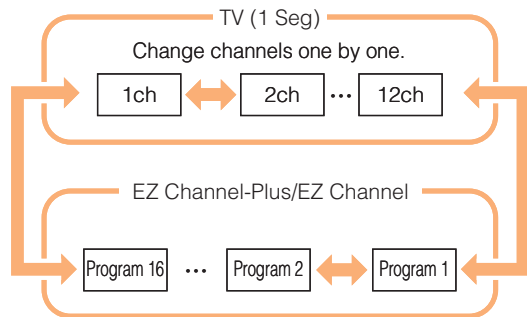 TV (1 Seg)
Change channels one by one.
1ch 2ch ··· 12ch
EZ Channel-Plus/EZ Channel
Program 16 ··· Program 2 Program 1